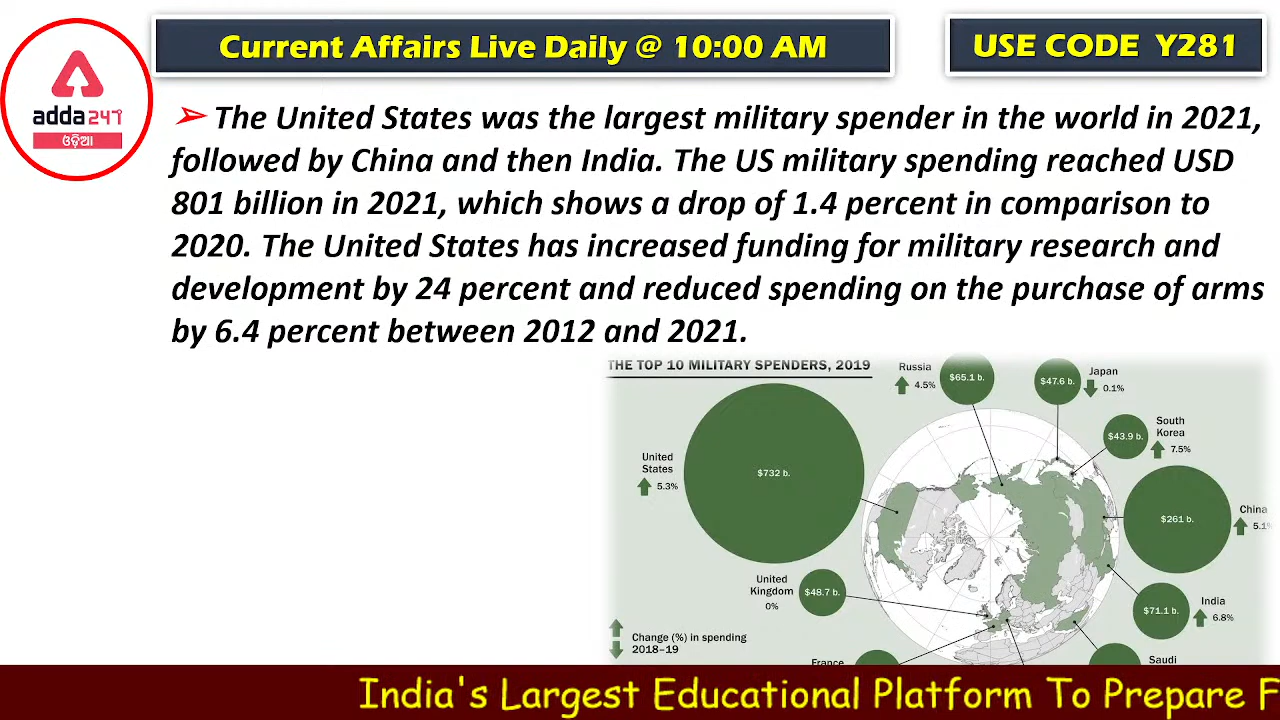 Current Affairs Live Daily @ 10:00 AM
USE CODE Y281
adda247
ଓଡ଼ିଆ
➢ The United States was the largest military spender in the world in 2021,
followed by China and then India. The US military spending reached USD
801 billion in 2021, which shows a drop of 1.4 percent in comparison to
2020. The United States has increased funding for military research and
development by 24 percent and reduced spending on the purchase of arms
by 6.4 percent between 2012 and 2021.
THE TOP 10 MILITARY SPENDERS, 2019
Russia
4.5%
$65.1 b.
$47.6 b.
Japan
0.1%
$43.9 b.
South
Korea
7.5%
United
States
5.3%
$732 b.
$261 b.
China
5.1%
United
Kingdom
0%
$48.7 b.
$71.1 b.
India
6.8%
Change (%) in spending
2018–19
France
Saudi
India's Largest Educational Platform To Prepare F